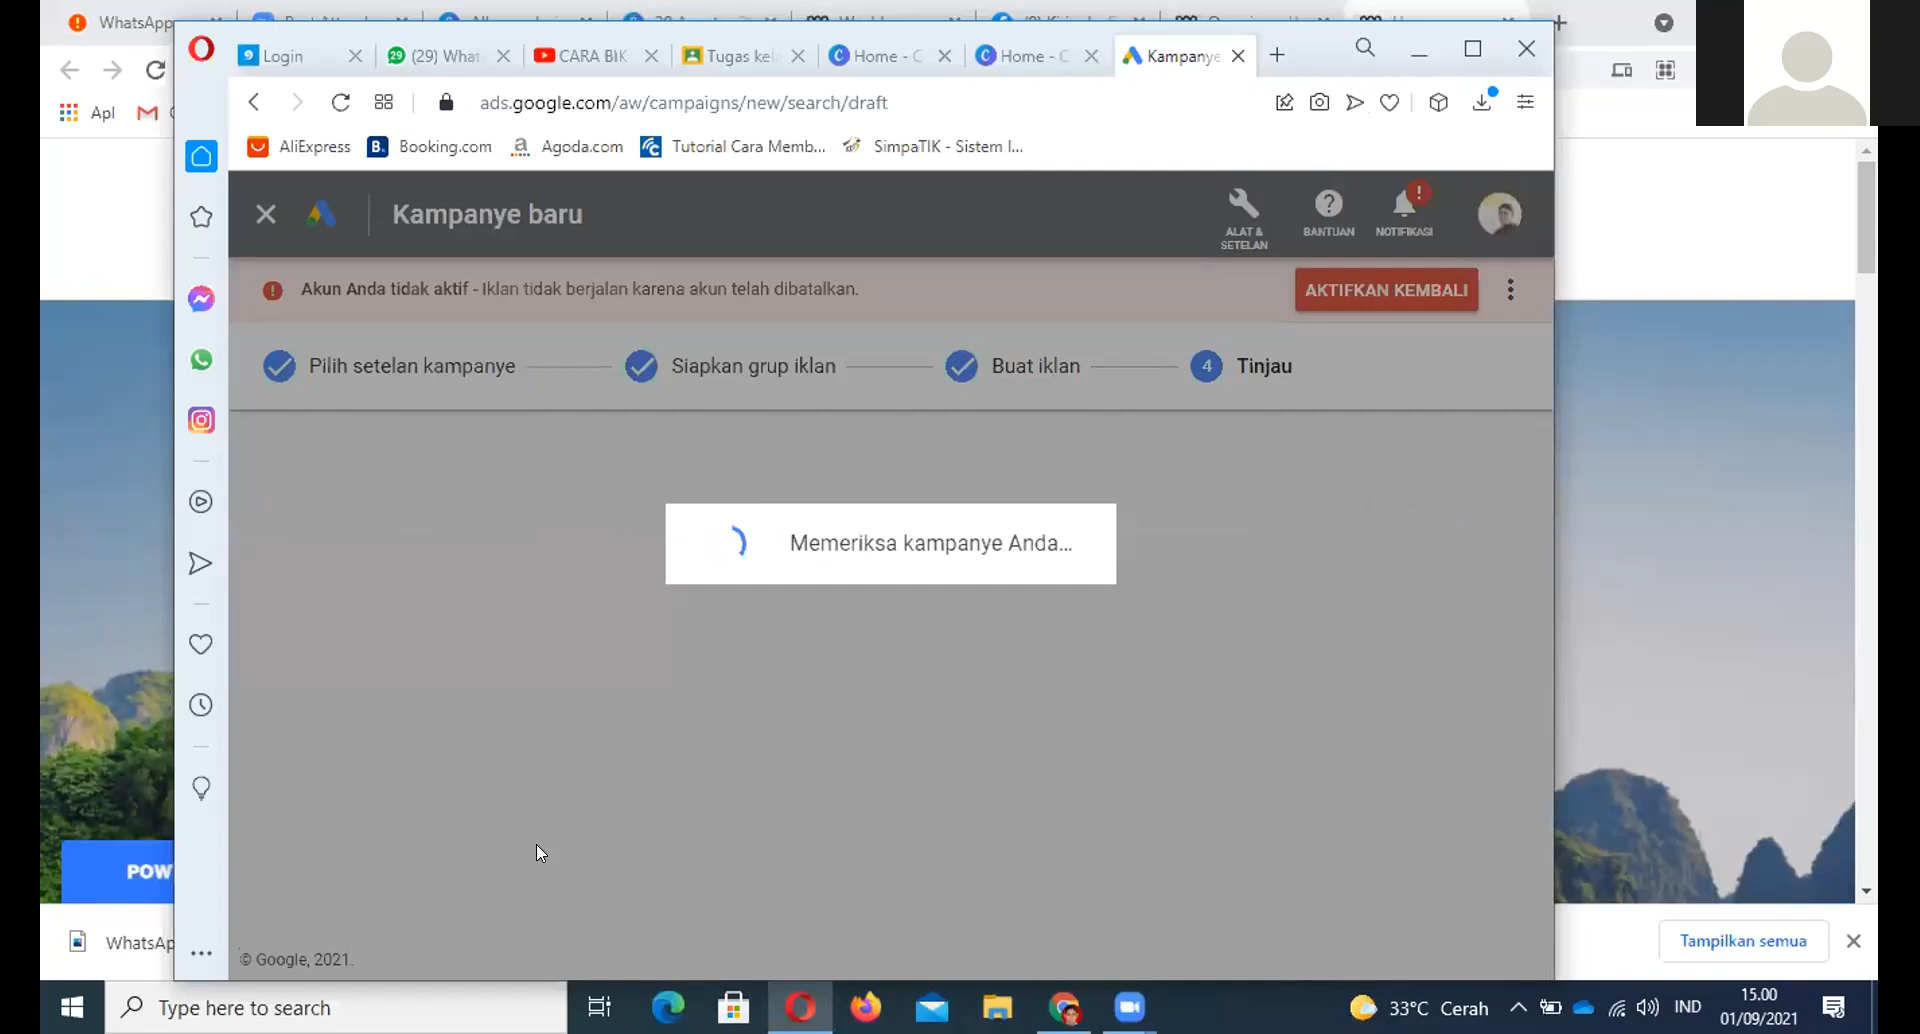 WhatsApp
Login
(29) What
CARA BIK
Tugas kel
Home - C
Home - C
Kampanye
ads.google.com/aw/campaigns/new/search/draft
Apl
AliExpress
Booking.com
Agoda.com
Tutorial Cara Memb...
SimpaTIK - Sistem I...
Kampanye baru
ALAT &
SETELAN
BANTUAN
NOTIFIKASI
Akun Anda tidak aktif - Iklan tidak berjalan karena akun telah dibatalkan.
AKTIFKAN KEMBALI
Pilih setelan kampanye
Siapkan grup iklan
Buat iklan
4
Tinjau
Memeriksa kampanye Anda...
POW
WhatsAp
© Google, 2021.
Tampilkan semua
Type here to search
33°C Cerah
IND
15.00
01/09/2021